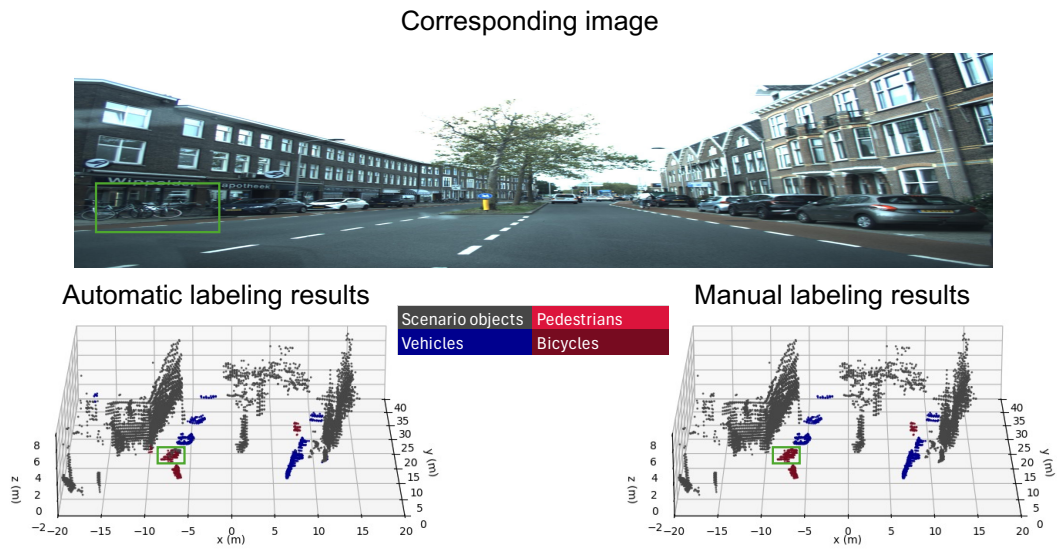 Corresponding image
Wippolder
apotheek
Automatic labeling results
Manual labeling results
Scenario objects Pedestrians
Vehicles Bicycles
8
6
4
2
0
−2
z (m)
−20 −15 −10 −5 0 5 10 15 20
x (m)
0
5
10
15
20
25
30
35
40
y (m)
8
6
4
2
0
−2
z (m)
−20 −15 −10 −5 0 5 10 15 20
x (m)
0
5
10
15
20
25
30
35
40
y (m)